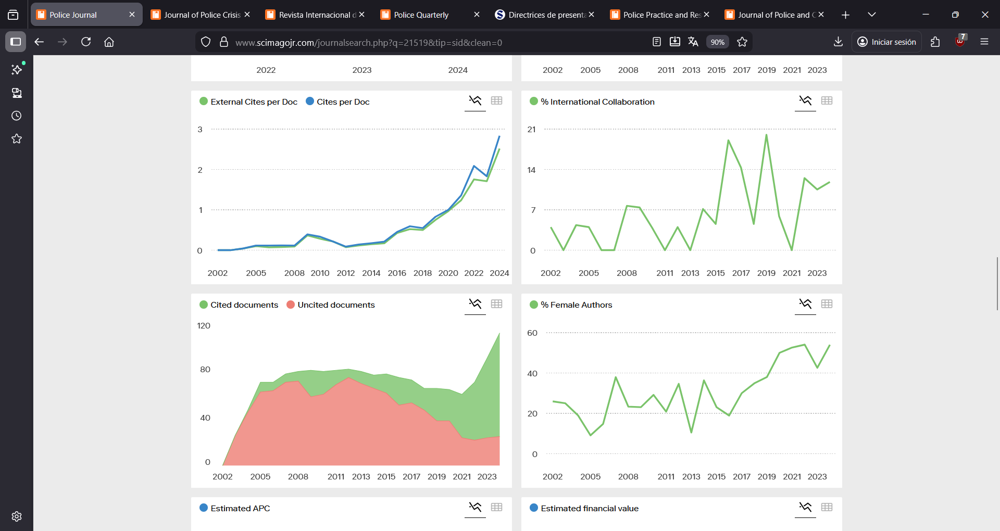 Police Journal
Journal of Police Crisis
Revista Internacional d
Police Quarterly
Directrices de presenta
Police Practice and Res
Journal of Police and C
www.scimagojr.com/journalsearch.php?q=21519&tip=sid&clean=0
90%
Iniciar sesión
7
2022 2023 2024
2002 2005 2008 2011 2013 2015 2017 2019 2021 2023
External Cites per Doc Cites per Doc
3
2
1
0
2002 2005 2008 2010 2012 2014 2016 2018 2020 2022 2024
% International Collaboration
21
14
7
0
2002 2005 2008 2011 2013 2015 2017 2019 2021 2023
Cited documents Uncited documents
120
80
40
0
2002 2005 2008 2011 2013 2015 2017 2019 2021 2023
% Female Authors
60
40
20
0
2002 2005 2008 2011 2013 2015 2017 2019 2021 2023
Estimated APC
Estimated financial value